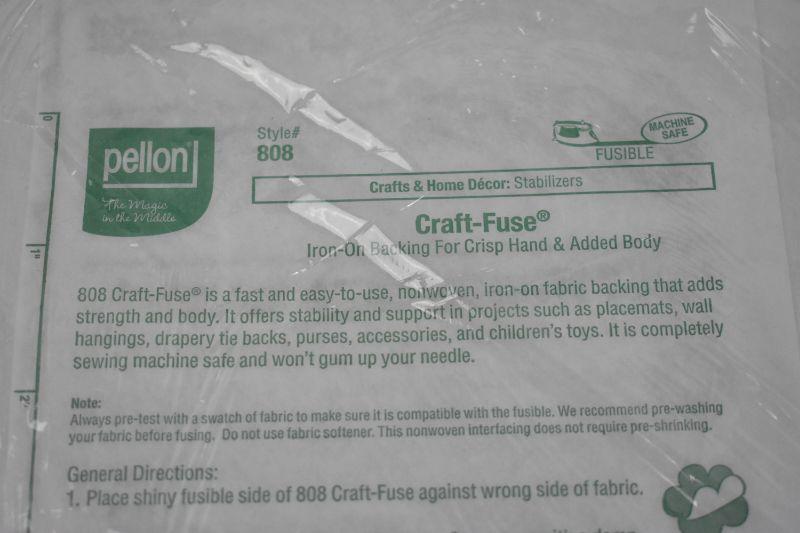 0
pellon
The Magic
in the Middle
Style#
808
MACHINE
SAFE
FUSIBLE
Crafts & Home Décor: Stabilizers
Craft-Fuse®
Iron-On Backing For Crisp Hand & Added Body
1"
808 Craft-Fuse® is a fast and easy-to-use, nonwoven, iron-on fabric backing that adds
strength and body. It offers stability and support in projects such as placemats, wall
hangings, drapery tie backs, purses, accessories, and children's toys. It is completely
sewing machine safe and won't gum up your needle.
2"
Note:
Always pre-test with a swatch of fabric to make sure it is compatible with the fusible. We recommend pre-washing
your fabric before fusing. Do not use fabric softener. This nonwoven interfacing does not require pre-shrinking.
General Directions:
1. Place shiny fusible side of 808 Craft-Fuse against wrong side of fabric.